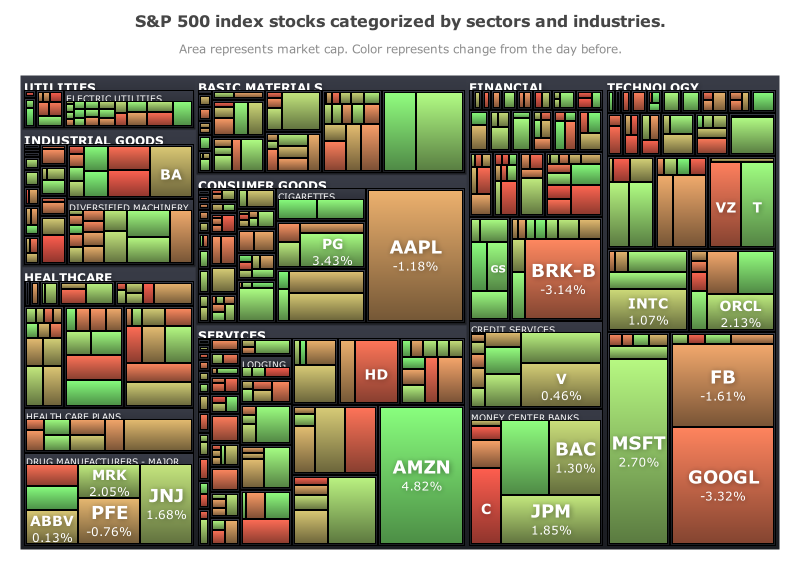 S&P 500 index stocks categorized by sectors and industries.
Area represents market cap. Color represents change from the day before.
UTILITIES
ELECTRIC UTILITIES
INDUSTRIAL GOODS
BA
DIVERSIFIED MACHINERY
HEALTHCARE
HEALTH CARE PLANS
DRUG MANUFACTURERS - MAJOR
MRK
2.05%
JNJ
1.68%
ABBV
0.13%
PFE
-0.76%
BASIC MATERIALS
CONSUMER GOODS
CIGARETTES
PG
3.43%
AAPL
-1.18%
SERVICES
LODGING
HD
AMZN
4.82%
FINANCIAL
GS
BRK-B
-3.14%
CREDIT SERVICES
V
0.46%
MONEY CENTER BANKS
BAC
1.30%
C
JPM
1.85%
TECHNOLOGY
VZ
T
INTC
1.07%
ORCL
2.13%
MSFT
2.70%
FB
-1.61%
GOOGL
-3.32%